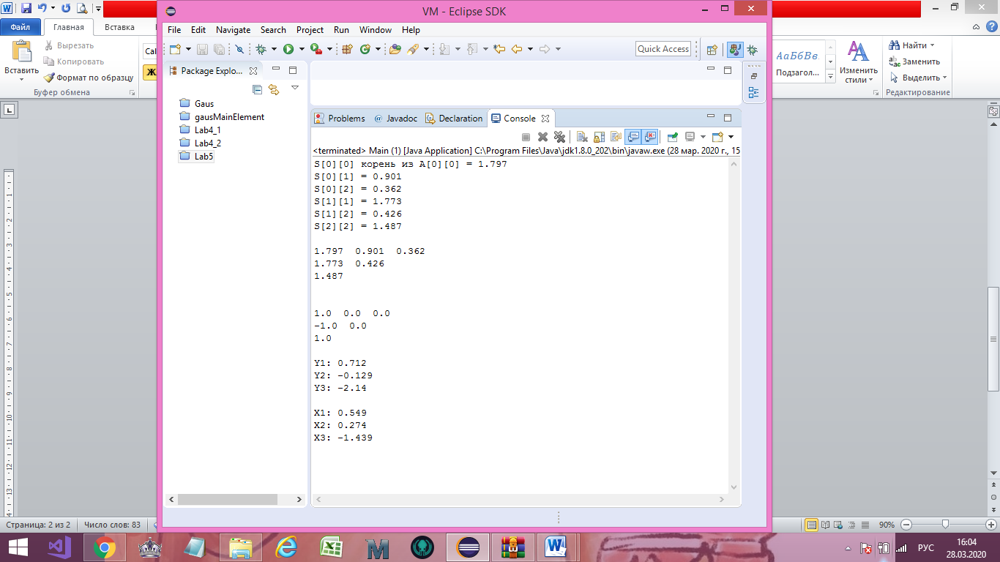 VM - Eclipse SDK
Файл
Главная
Вставка
Вставить
Вырезать
Копировать
Формат по образцу
Буфер обмена
Cal
Ж
File Edit Navigate Search Project Run Window Help
Quick Access
АаБбВв
Подзагол...
Изменить
стили
Найти
Заменить
Выделить
Редактирование
Package Explo...
Gaus
gausMainElement
Lab4_1
Lab4_2
Lab5
Problems @ Javadoc Declaration Console
<terminated> Main (1) [Java Application] C:\Program Files\Java\jdk1.8.0_202\bin\javaw.exe (28 мар. 2020 г., 15
S[0][0] корень из A[0][0] = 1.797
S[0][1] = 0.901
S[0][2] = 0.362
S[1][1] = 1.773
S[1][2] = 0.426
S[2][2] = 1.487
1.797 0.901 0.362
1.773 0.426
1.487
1.0 0.0 0.0
-1.0 0.0
1.0
Y1: 0.712
Y2: -0.129
Y3: -2.14
X1: 0.549
X2: 0.274
X3: -1.439
Страница: 2 из 2 Число слов: 83
90%
РУС
16:04
28.03.2020